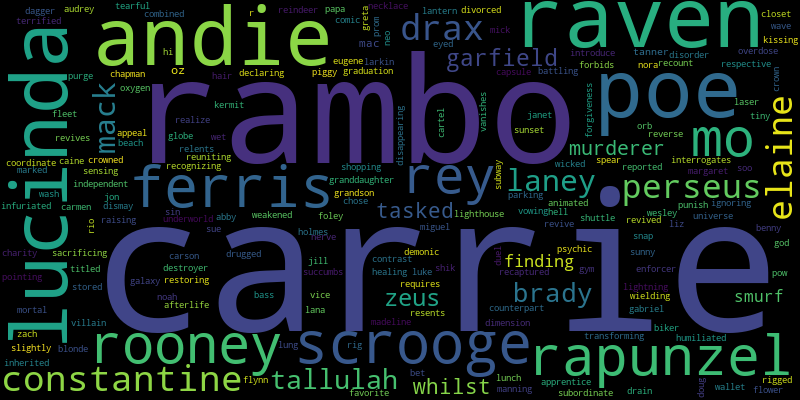 dagger audrey tearful combined r reindeer papa comic greta necklace divorced
terrified andie prom neo mick lantern raven closet wave
hi drax eyed kissing
lucinda purge chapman oz declaring eugene larkin mac garfield introduce tanner disorder overdose
piggy graduation battling forbids nora recount respective
oxygen hair rambo capsule poe laser crown
fleet mack kermit disappearing cartel vanishes janet forgiveness orb tiny
revives appeal realize wet sunset reverse mo
globe beach relents murderer
coordinate caine crowned reuniting shopping rey subway wicked spear interrogates margaret soo
marked sensing recognizing granddaughter laney parking animated reported perseus elaine
wash independent ferris grandson chose vowing hell shuttle wesley punish ignoring
infuriated carmen jon sin abby weakened foley tasked lighthouse revive revived universe
rio raising dismay underworld sue miguel snap liz benny
charity sacrificing carson holmes nerve carrie demonic psychic sunny god
pointing titled destroyer drugged jill contrast finding duel gym enforcer pow
stored restoring succumbs healing luke shik recaptured lightning
galaxy requires wielding
mortal noah afterlife bass vice zeus counterpart brady gabriel smurf
villain lana resents dimension
zach madeline biker
slightly blonde rooney lung scrooge rig transforming humiliated
inherited rapunzel
constantine flynn tallulah bet whilst lunch apprentice drain doug wallet rigged
favorite manning subordinate flower